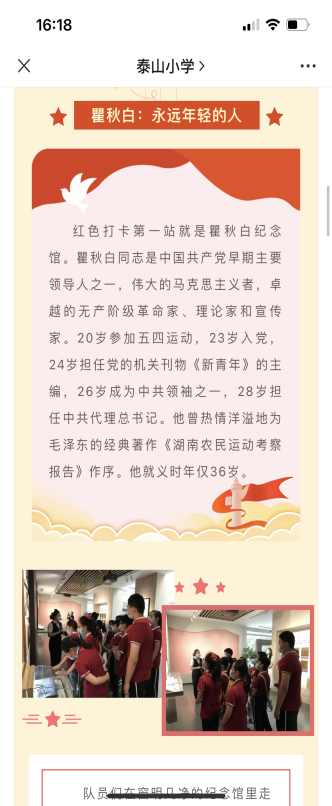 16:18
泰山小学
瞿秋白：永远年轻的人
红色打卡第一站就是瞿秋白纪念
馆。瞿秋白同志是中国共产党早期主要
领导人之一，伟大的马克思主义者，卓
越的无产阶级革命家、理论家和宣传
家。20岁参加五四运动，23岁入党，
24岁担任党的机关刊物《新青年》的主
编，26岁成为中共领袖之一，28岁担
任中共代理总书记。他曾热情洋溢地为
毛泽东的经典著作《湖南农民运动考察
报告》作序。他就义时年仅36岁。
队员们在窗明几净的纪念馆里走